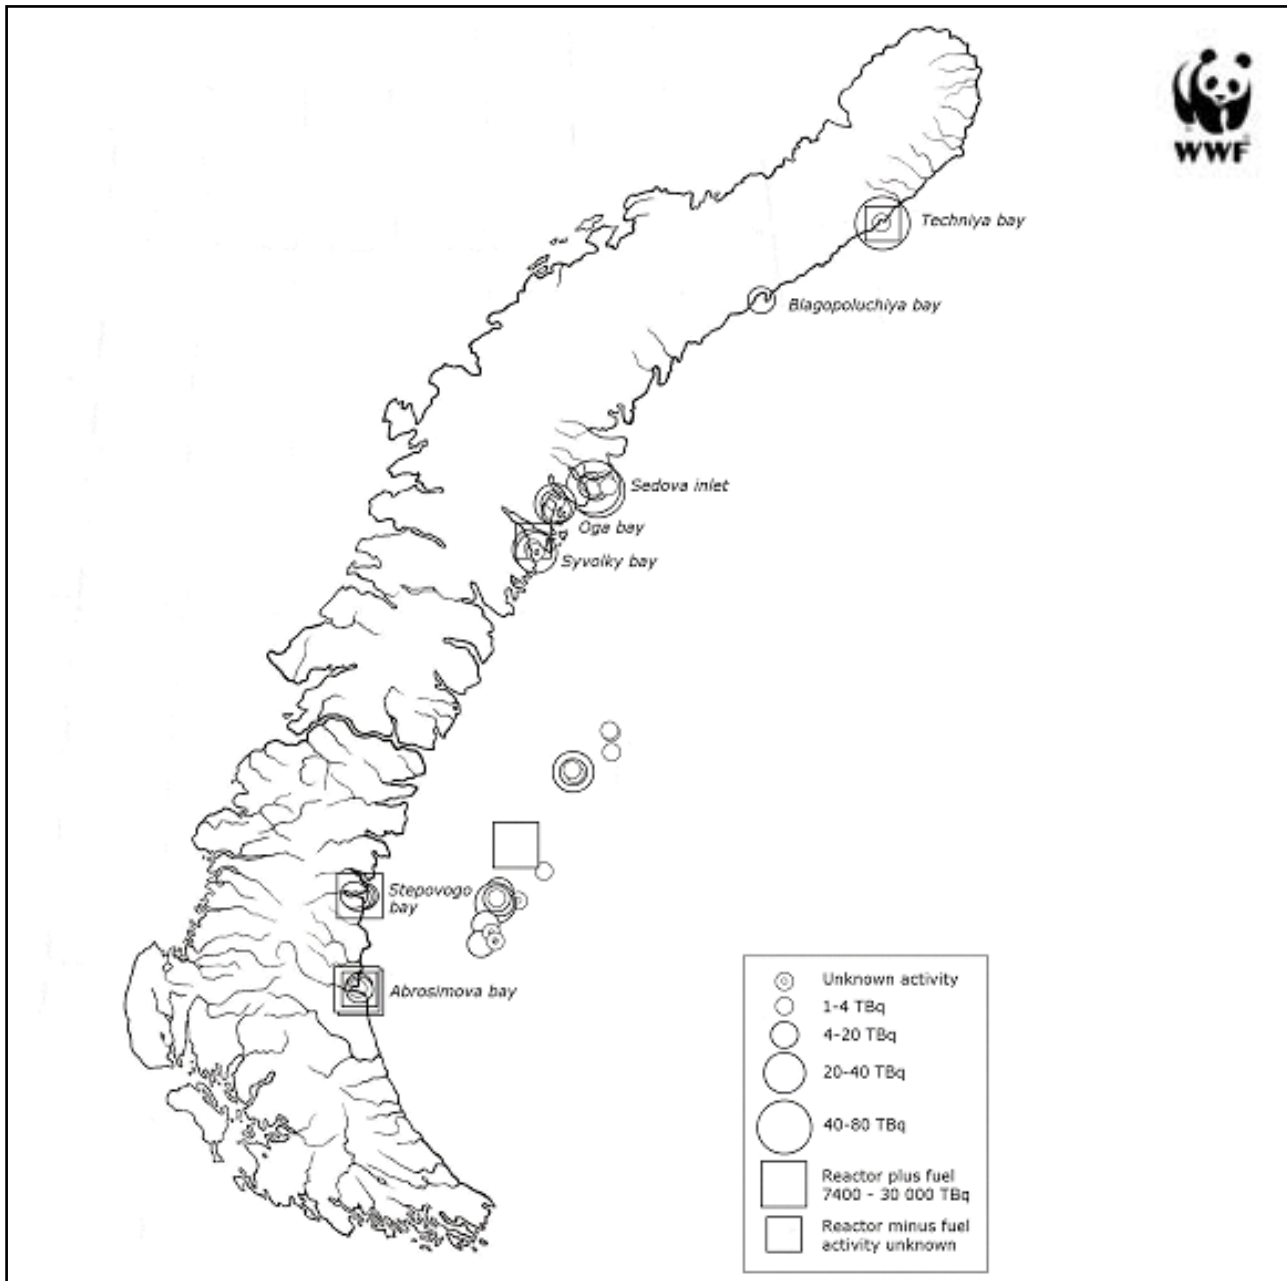 WWF
Techniya bay
Blagopoluchiya bay
Sedova inlet
Oga bay
Syvolky bay
Stepovogo
bay
Abrosimova bay
Unknown activity
1-4 TBq
4-20 TBq
20-40 TBq
40-80 TBq
Reactor plus fuel
7400 - 30 000 TBq
Reactor minus fuel
activity unknown